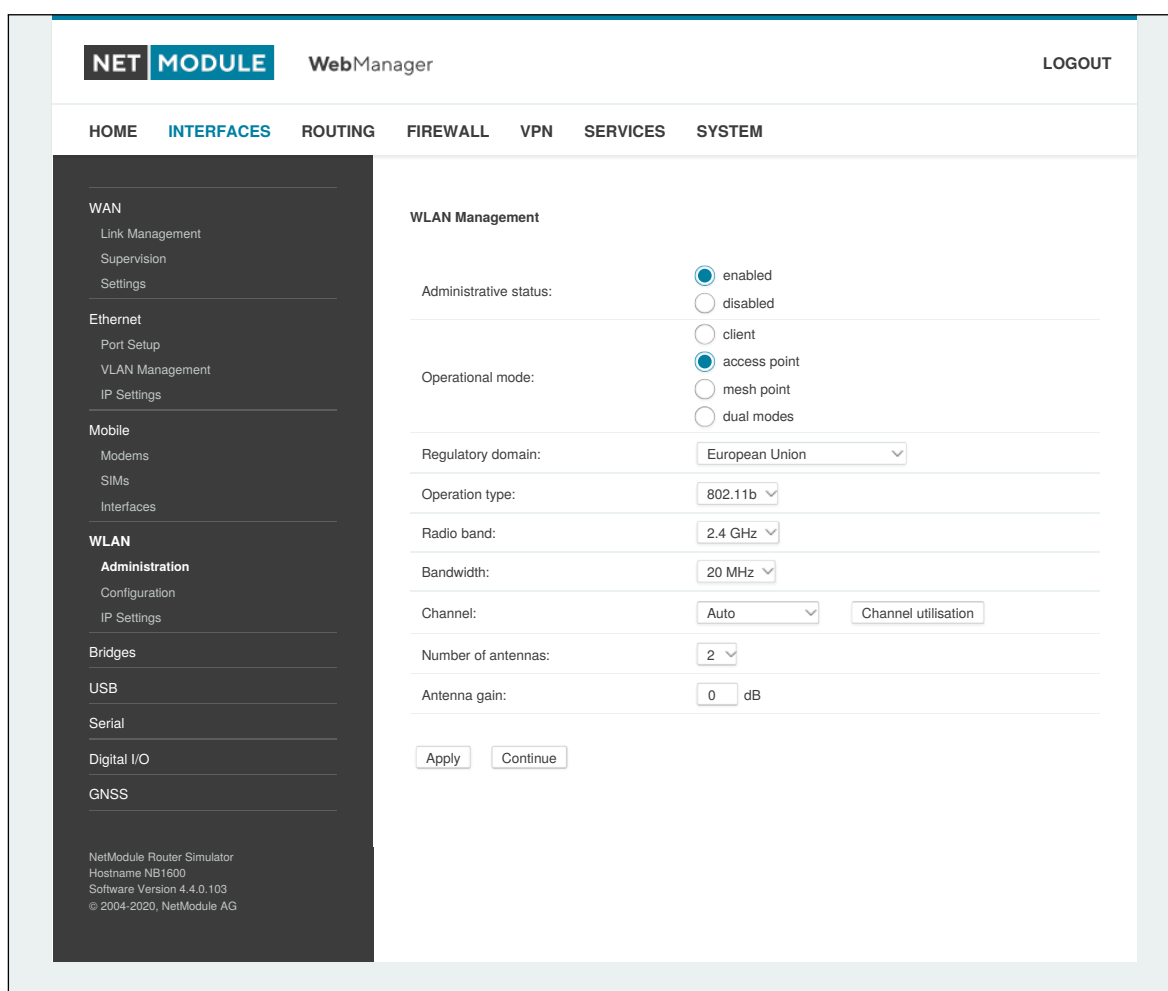 NET MODULE WebManager LOGOUT
HOME INTERFACES ROUTING FIREWALL VPN SERVICES SYSTEM
WAN
Link Management
Supervision
Settings
Ethernet
Port Setup
VLAN Management
IP Settings
Mobile
Modems
SIMs
Interfaces
WLAN
Administration
Configuration
IP Settings
Bridges
USB
Serial
Digital I/O
GNSS
NetModule Router Simulator
Hostname NB1600
Software Version 4.4.0.103
© 2004-2020, NetModule AG
WLAN Management
Administrative status:
enabled
disabled
Operational mode:
client
access point
mesh point
dual modes
Regulatory domain: European Union
Operation type: 802.11b
Radio band: 2.4 GHz
Bandwidth: 20 MHz
Channel: Auto Channel utilisation
Number of antennas: 2
Antenna gain: 0 dB
Apply Continue